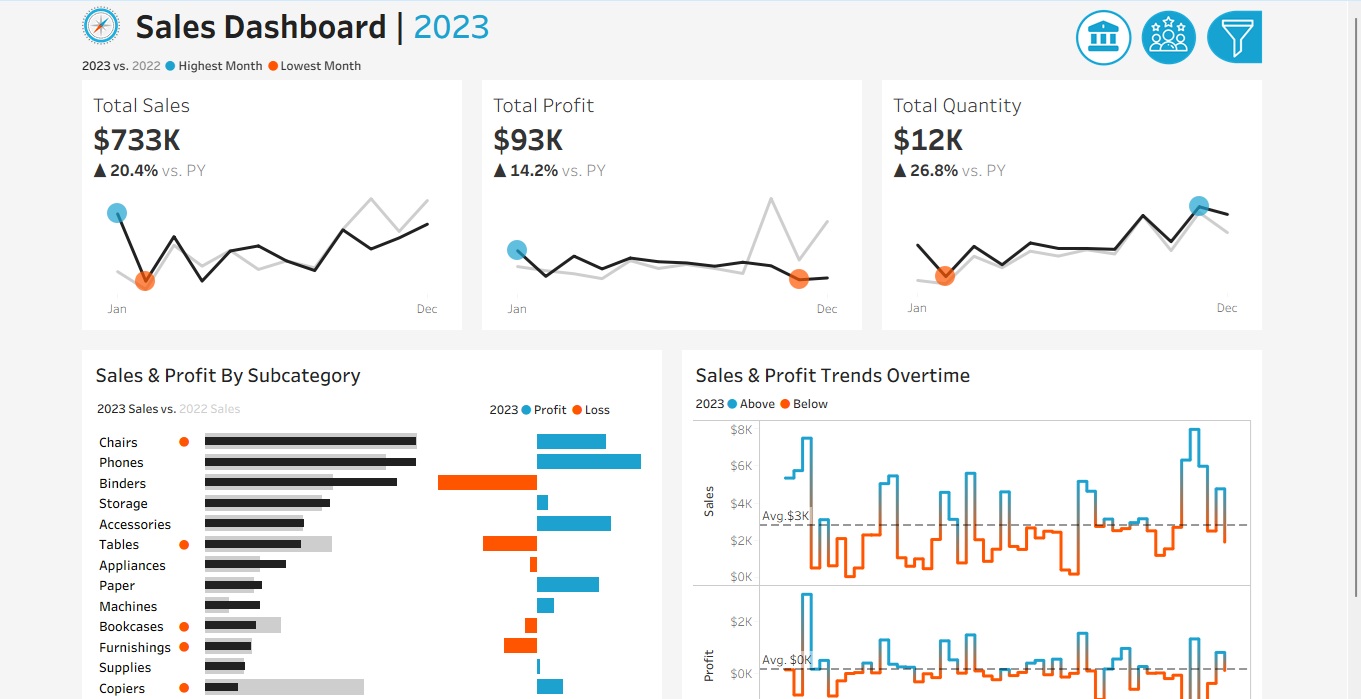 Sales Dashboard | 2023
2023 vs. 2022 Highest Month Lowest Month
Total Sales
$733K
▲ 20.4% vs. PY
Jan Dec
Total Profit
$93K
▲ 14.2% vs. PY
Jan Dec
Total Quantity
$12K
▲ 26.8% vs. PY
Jan Dec
Sales & Profit By Subcategory
2023 Sales vs. 2022 Sales
2023 Profit Loss
Chairs
Phones
Binders
Storage
Accessories
Tables
Appliances
Paper
Machines
Bookcases
Furnishings
Supplies
Copiers
Sales & Profit Trends Overtime
2023 Above Below
Sales
$8K
$6K
$4K
Avg.$3K
$2K
$0K
Profit
$2K
Avg. $0K
$0K